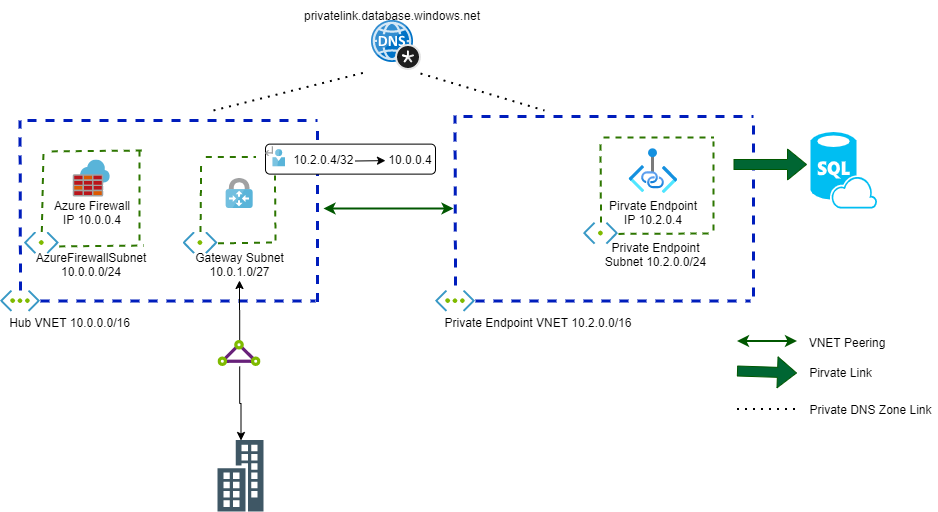 privatelink.database.windows.net
DNS
10.2.0.4/32
10.0.0.4
Azure Firewall
IP 10.0.0.4
AzureFirewallSubnet
10.0.0.0/24
Gateway Subnet
10.0.1.0/27
Hub VNET 10.0.0.0/16
Pirvate Endpoint
IP 10.2.0.4
Private Endpoint
Subnet 10.2.0.0/24
Private Endpoint VNET 10.2.0.0/16
SQL
VNET Peering
Pirvate Link
Private DNS Zone Link